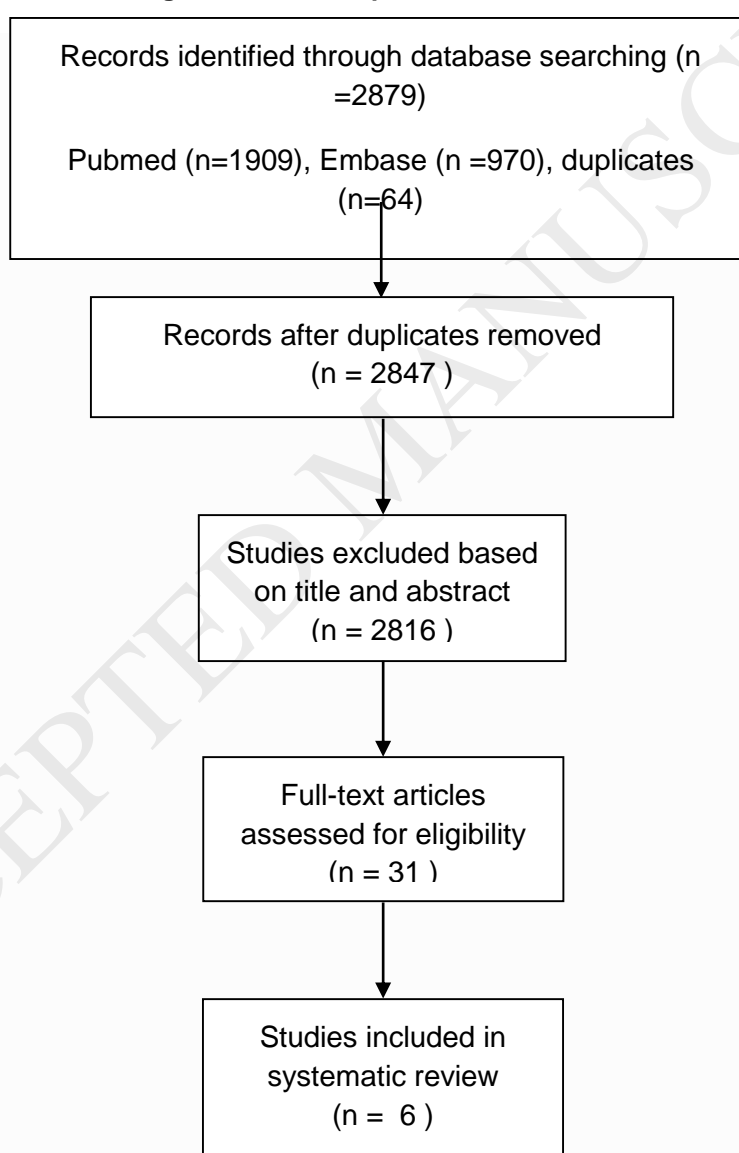 Records identified through database searching (n
=2879)
Pubmed (n=1909), Embase (n =970), duplicates
(n=64)
Records after duplicates removed
(n = 2847 )
Studies excluded based
on title and abstract
(n = 2816 )
Full-text articles
assessed for eligibility
(n = 31 )
Studies included in
systematic review
(n = 6 )